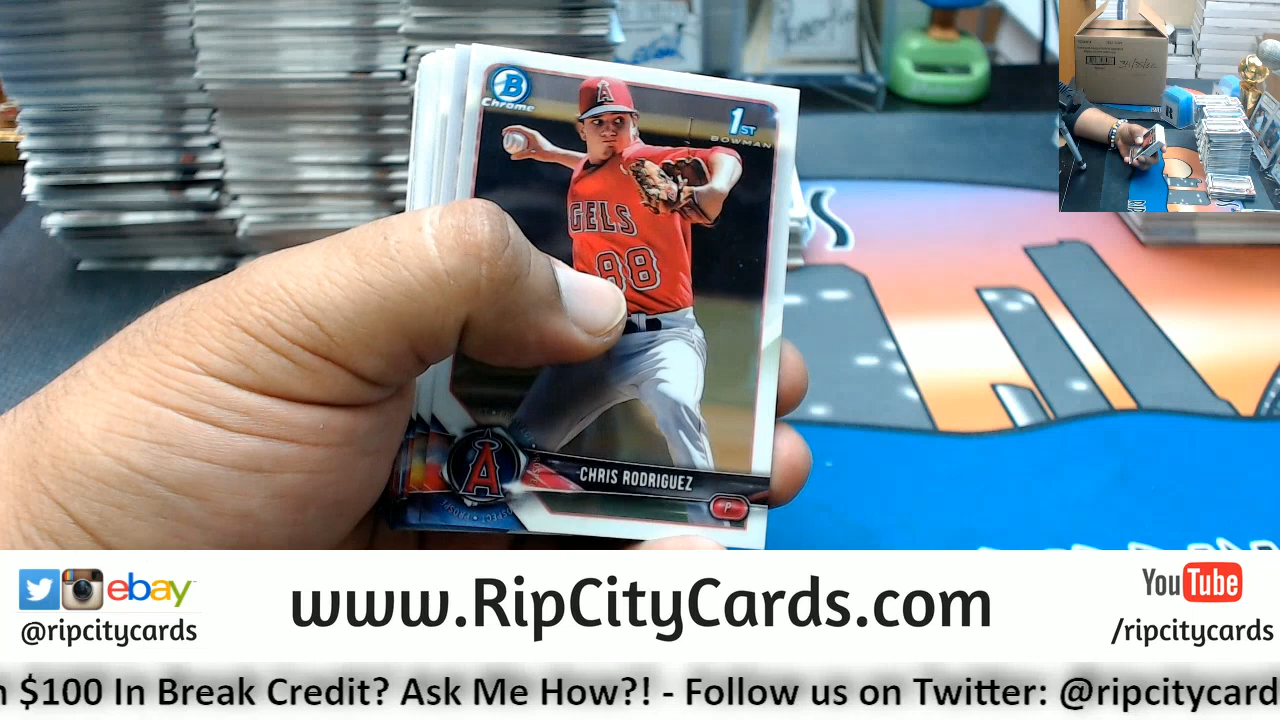 B
Chrome
1ST
BOWMAN
A
GELS
88
A
CHRIS RODRIGUEZ
P
ebay
@ripcitycards
www.RipCityCards.com
YouTube
/ripcitycards
$100 In Break Credit? Ask Me How?! - Follow us on Twitter: @ripcitycard